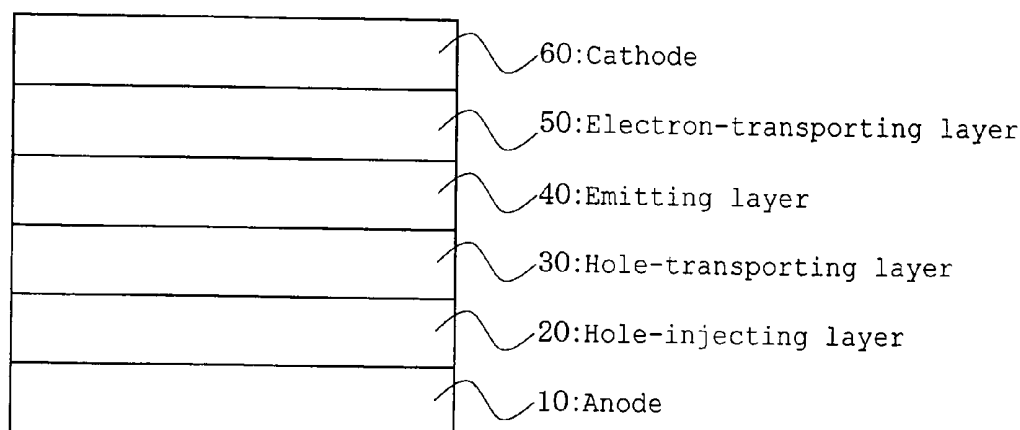 60:Cathode
50:Electron-transporting layer
40:Emitting layer
30:Hole-transporting layer
20:Hole-injecting layer
10:Anode